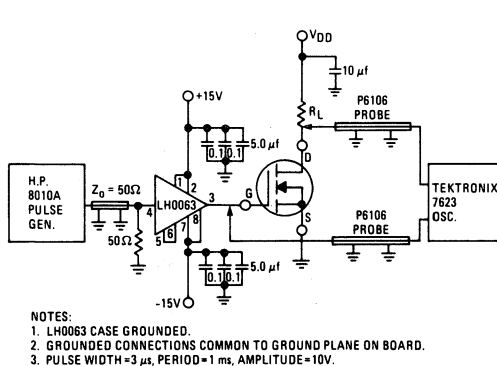 VDD
10 µf
+15V
RL
P6106
PROBE
5.0 µf
0.1 0.1
D
H.P.
8010A
PULSE
GEN.
Zo = 50Ω
1
2
LH0063
3
4
G
TEKTRONIX
7623
OSC.
50Ω
5
6
7
8
S
P6106
PROBE
0.1 0.1
5.0 µf
-15V
NOTES:
1. LH0063 CASE GROUNDED.
2. GROUNDED CONNECTIONS COMMON TO GROUND PLANE ON BOARD.
3. PULSE WIDTH = 3 µs, PERIOD = 1 ms, AMPLITUDE = 10V.